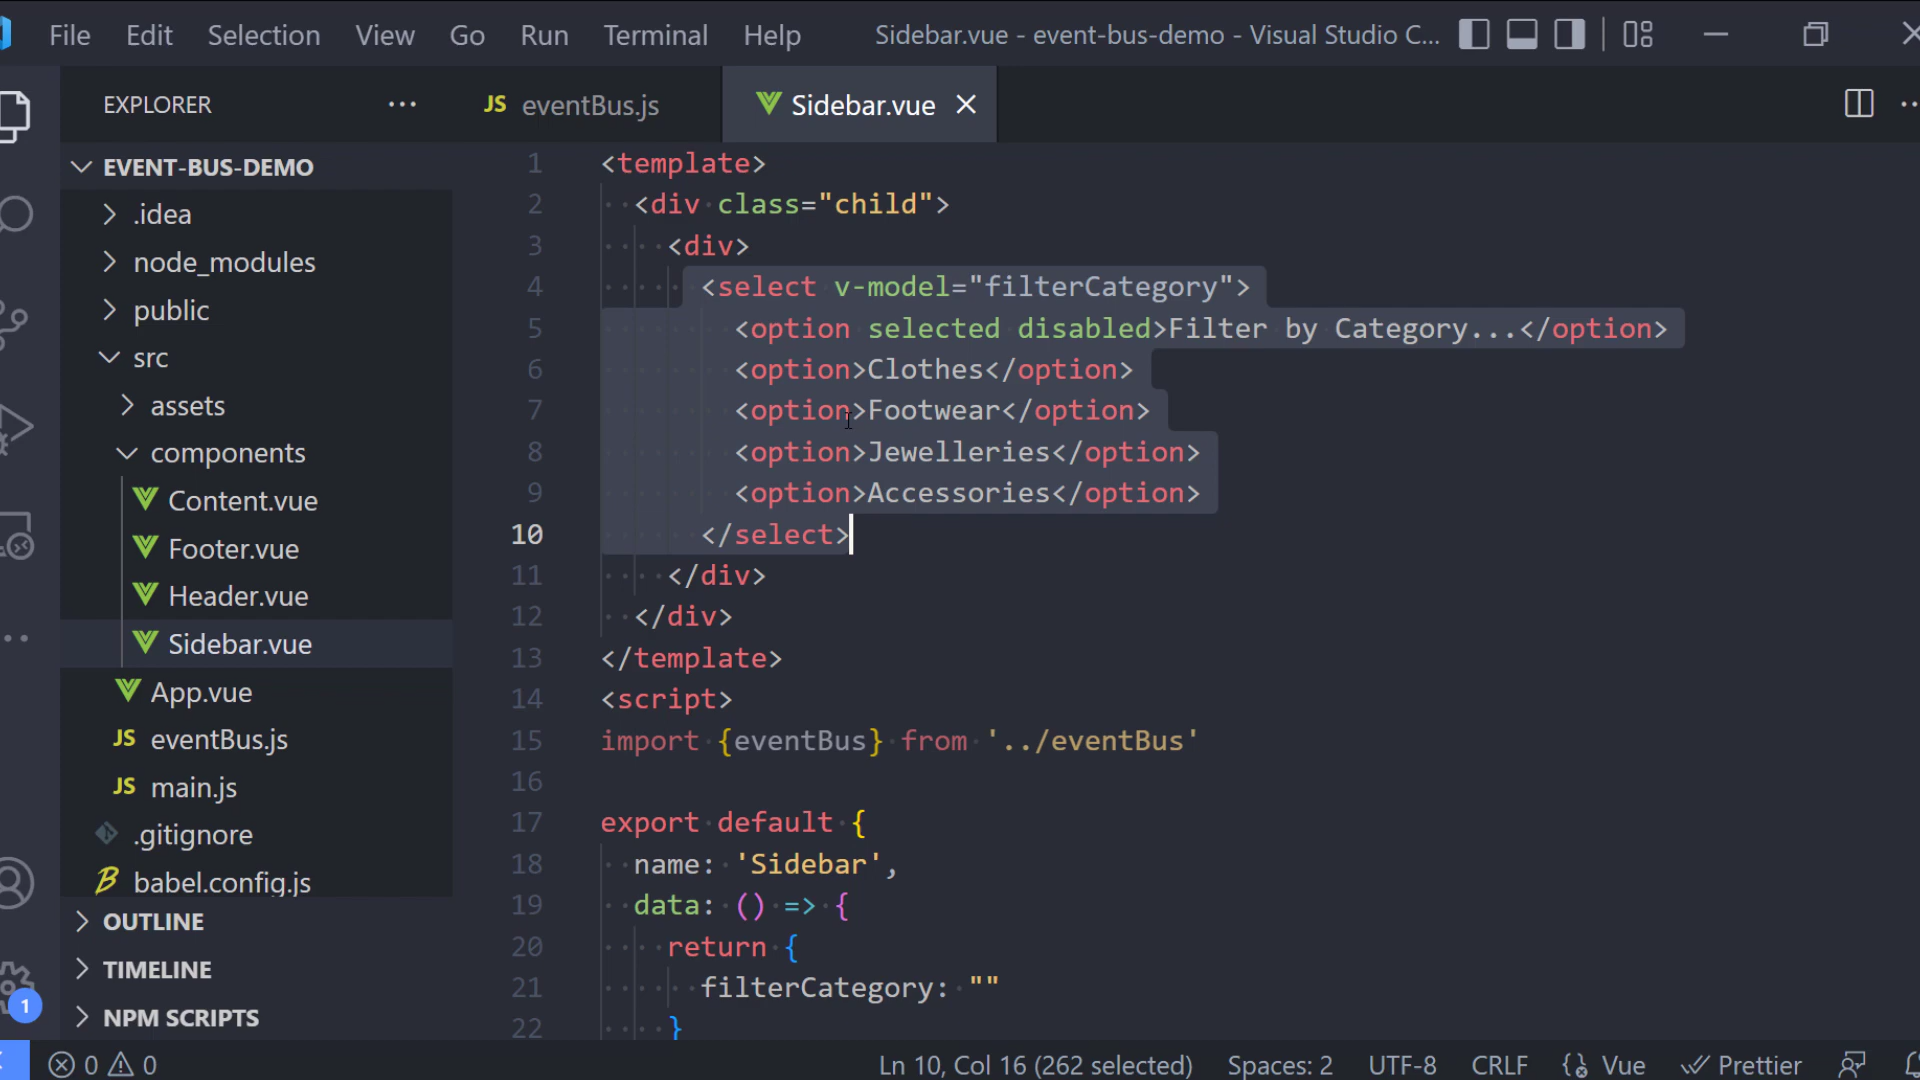 File Edit Selection View Go Run Terminal Help Sidebar.vue - event-bus-demo - Visual Studio C...
EXPLORER
JS eventBus.js
Sidebar.vue
EVENT-BUS-DEMO
.idea
node_modules
public
src
assets
components
Content.vue
Footer.vue
Header.vue
Sidebar.vue
App.vue
JS eventBus.js
JS main.js
.gitignore
babel.config.js
OUTLINE
TIMELINE
NPM SCRIPTS
1
1 <template>
2 <div class="child">
3 <div>
4 <select v-model="filterCategory">
5 <option selected disabled>Filter by Category...</option>
6 <option>Clothes</option>
7 <option>Footwear</option>
8 <option>Jewelleries</option>
9 <option>Accessories</option>
10 </select>
11 </div>
12 </div>
13 </template>
14 <script>
15 import {eventBus} from '../eventBus'
16
17 export default {
18 name: 'Sidebar',
19 data: () => {
20 return {
21 filterCategory: ""
22 }
0 0 Ln 10, Col 16 (262 selected) Spaces: 2 UTF-8 CRLF Vue Prettier